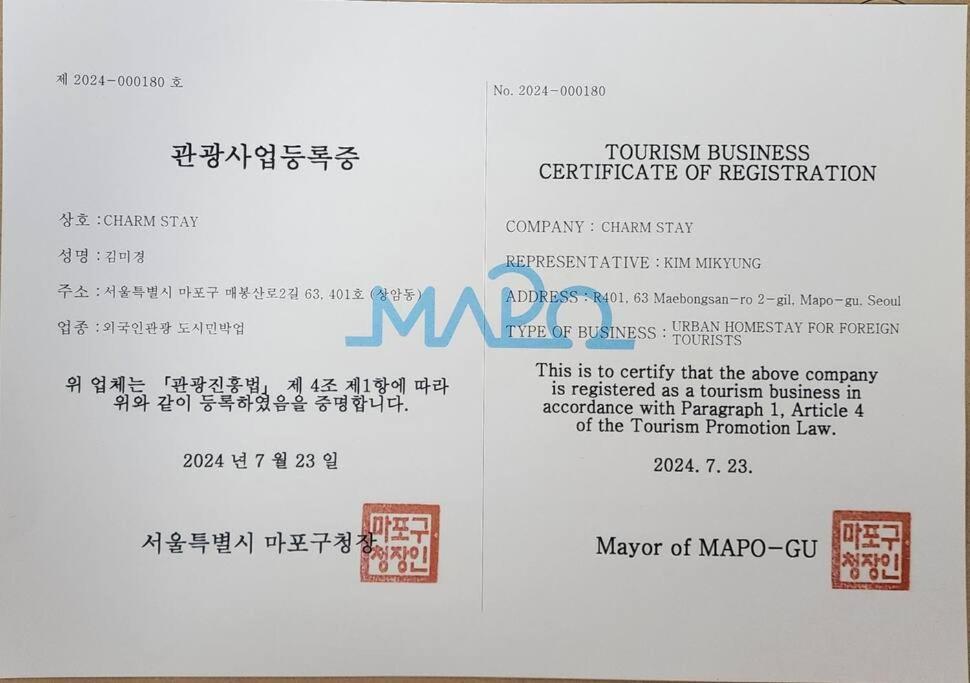 제 2024-000180 호
관광사업등록증
상호 :CHARM STAY
성명 :김미경
주소 :서울특별시 마포구 매봉산로2길 63, 401호 (상암동)
업종 :외국인관광 도시민박업
위 업체는 「관광진흥법」 제 4조 제1항에 따라
위와 같이 등록하였음을 증명합니다.
2024 년 7 월 23 일
서울특별시 마포구청장
마포구
청장인
MAPO
No. 2024-000180
TOURISM BUSINESS
CERTIFICATE OF REGISTRATION
COMPANY : CHARM STAY
REPRESENTATIVE : KIM MIKYUNG
ADDRESS : R401, 63 Maebongsan-ro 2-gil, Mapo-gu, Seoul
TYPE OF BUSINESS : URBAN HOMESTAY FOR FOREIGN
TOURISTS
This is to certify that the above company
is registered as a tourism business in
accordance with Paragraph 1, Article 4
of the Tourism Promotion Law.
2024. 7. 23.
Mayor of MAPO-GU
마포구
청장인